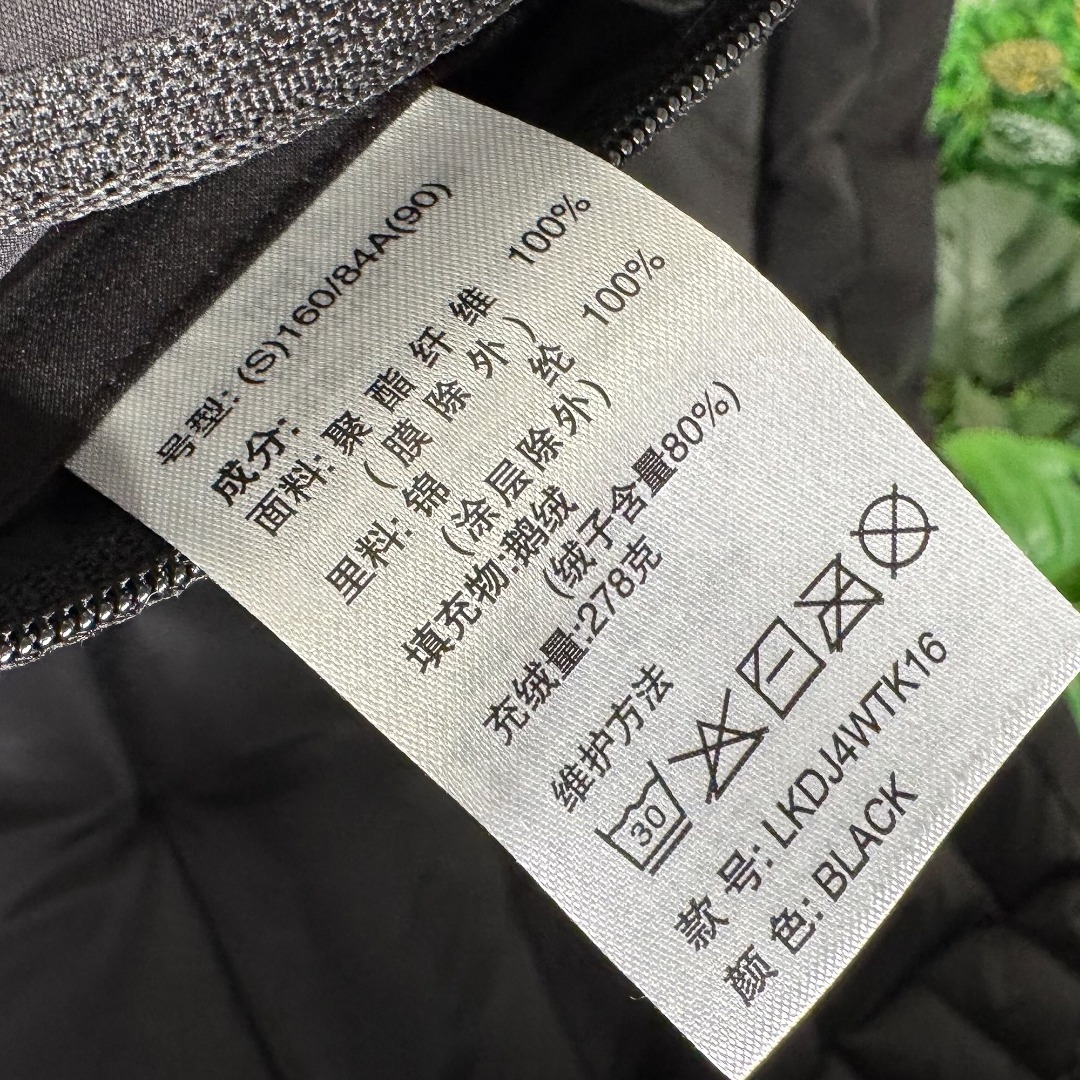 号型: (S)160/84A(90)
成分:
面料: 聚酯纤维 100%
(膜除外)
里料: 锦纶 100%
(涂层除外)
填充物:鹅绒
(绒子含量80%)
充绒量:278克
维护方法
30
款号: LKDJ4WTK16
颜色: BLACK